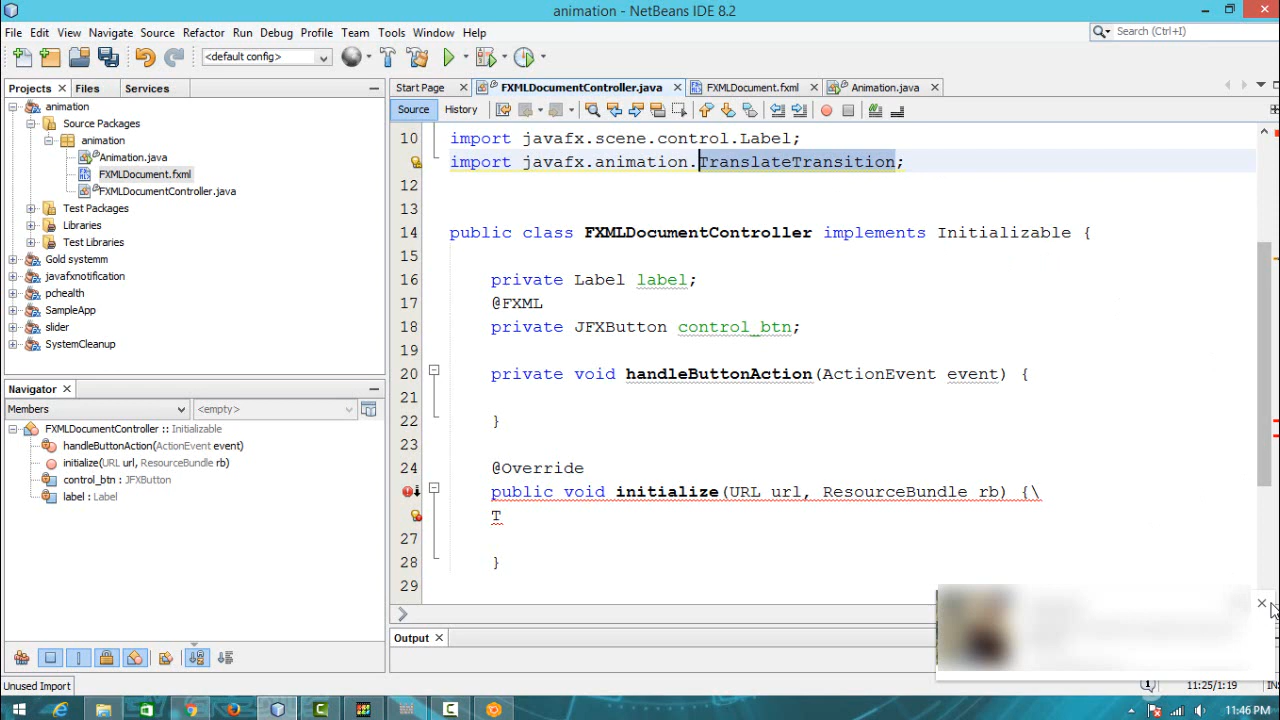 animation - NetBeans IDE 8.2
File Edit View Navigate Source Refactor Run Debug Profile Team Tools Window Help
Search (Ctrl+I)
<default config>
Projects Files Services
animation
Source Packages
animation
Animation.java
FXMLDocument.fxml
FXMLDocumentController.java
Test Packages
Libraries
Test Libraries
Gold systemm
javafxnotification
pchealth
SampleApp
slider
SystemCleanup
Navigator
Members <empty>
FXMLDocumentController :: Initializable
handleButtonAction(ActionEvent event)
initialize(URL url, ResourceBundle rb)
control_btn : JFXButton
label : Label
Start Page FXMLDocumentController.java FXMLDocument.fxml Animation.java
Source History
10 import javafx.scene.control.Label;
import javafx.animation.TranslateTransition;
12
13
14 public class FXMLDocumentController implements Initializable {
15
16 private Label label;
17 @FXML
18 private JFXButton control_btn;
19
20 private void handleButtonAction(ActionEvent event) {
21
22 }
23
24 @Override
public void initialize(URL url, ResourceBundle rb) {\
T
27
28 }
29
Output
Unused Import
11:25/1:19
11:46 PM